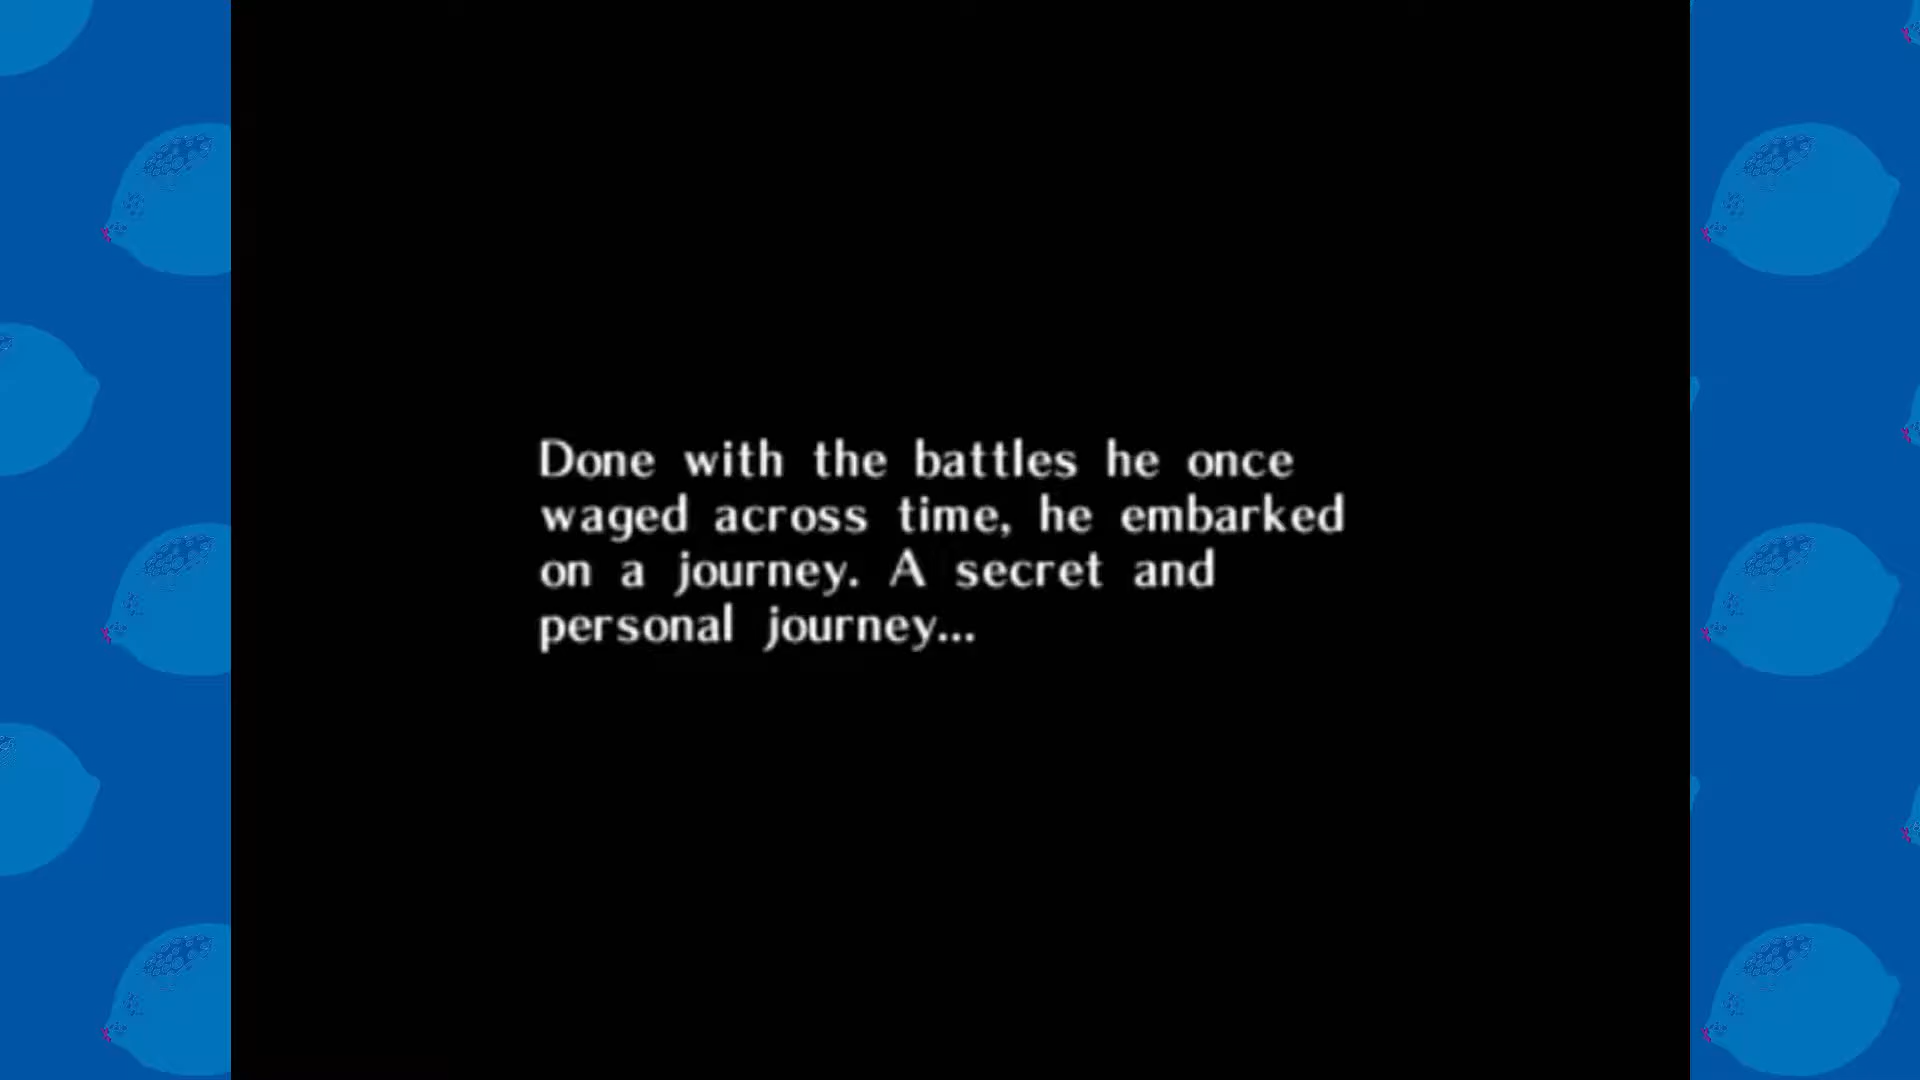 Done with the battles he once
waged across time, he embarked
on a journey. A secret and
personal journey...